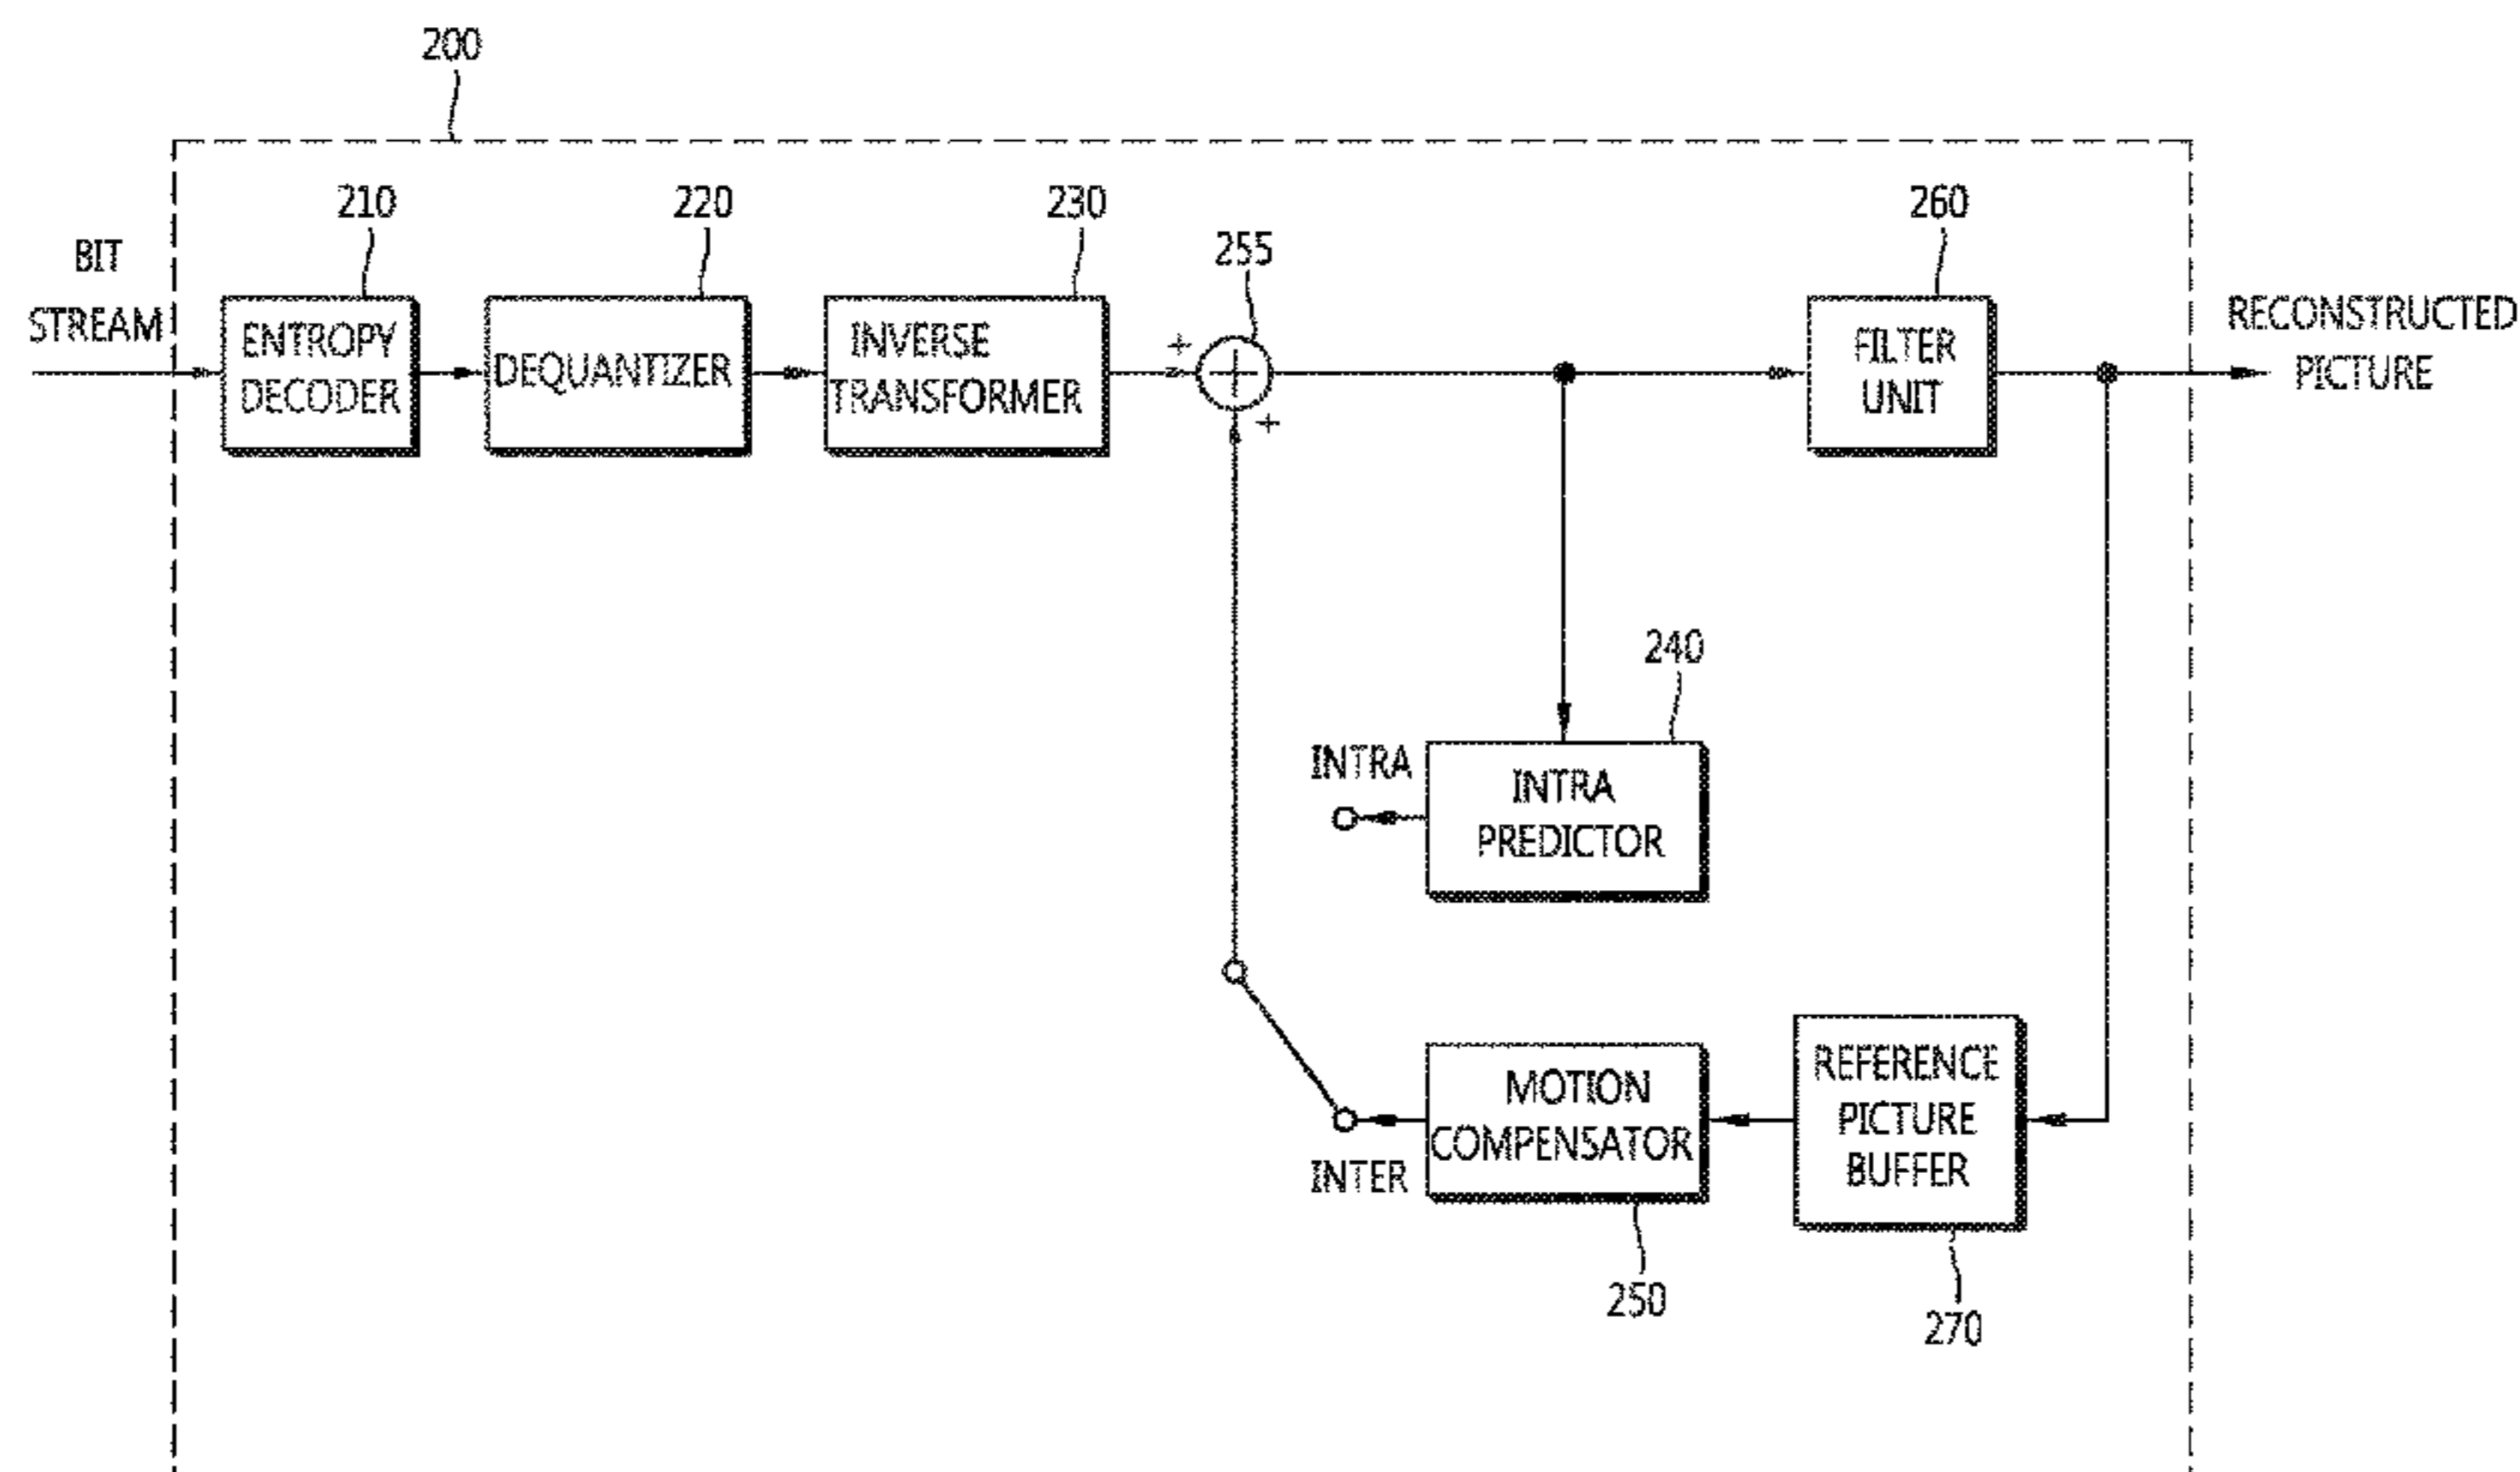 200
210
220
230
260
255
BIT
STREAM
ENTROPY
DECODER
DEQUANTIZER
INVERSE
TRANSFORMER
+
+
FILTER
UNIT
RECONSTRUCTED
PICTURE
240
INTRA
INTRA
PREDICTOR
MOTION
COMPENSATOR
INTER
REFERENCE
PICTURE
BUFFER
250
270